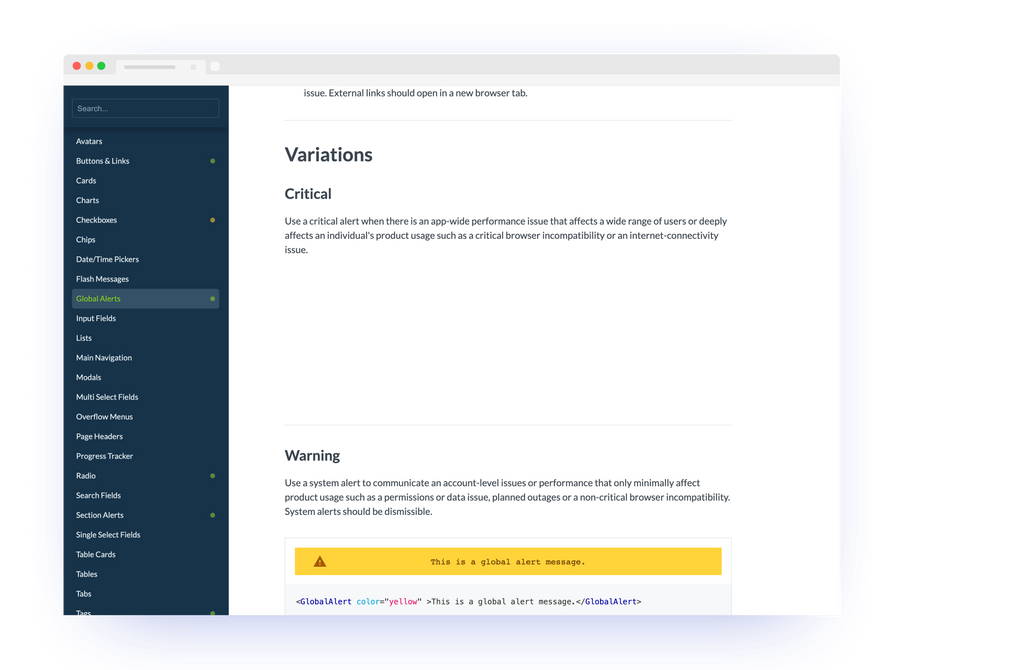 Search...
Avatars
Buttons & Links
Cards
Charts
Checkboxes
Chips
Date/Time Pickers
Flash Messages
Global Alerts
Input Fields
Lists
Main Navigation
Modals
Multi Select Fields
Overflow Menus
Page Headers
Progress Tracker
Radio
Search Fields
Section Alerts
Single Select Fields
Table Cards
Tables
Tabs
Tags
issue. External links should open in a new browser tab.
Variations
Critical
Use a critical alert when there is an app-wide performance issue that affects a wide range of users or deeply
affects an individual's product usage such as a critical browser incompatibility or an internet-connectivity
issue.
Warning
Use a system alert to communicate an account-level issues or performance that only minimally affect
product usage such as a permissions or data issue, planned outages or a non-critical browser incompatibility.
System alerts should be dismissible.
This is a global alert message.
<GlobalAlert color="yellow" >This is a global alert message.</GlobalAlert>